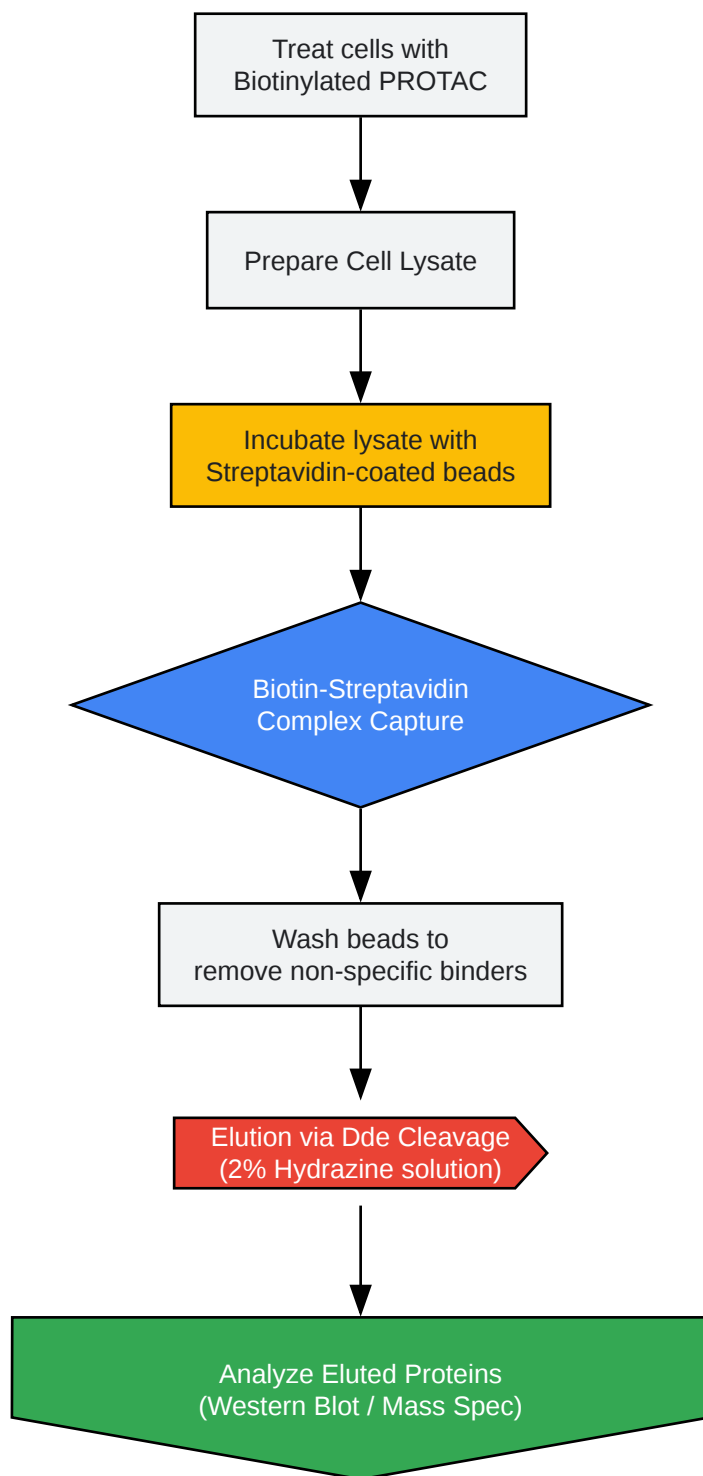 Treat cells with
Biotinylated PROTAC
Prepare Cell Lysate
Incubate lysate with
Streptavidin-coated beads
Biotin-Streptavidin
Complex Capture
Wash beads to
remove non-specific binders
Elution via Dde Cleavage
(2% Hydrazine solution)
Analyze Eluted Proteins
(Western Blot / Mass Spec)